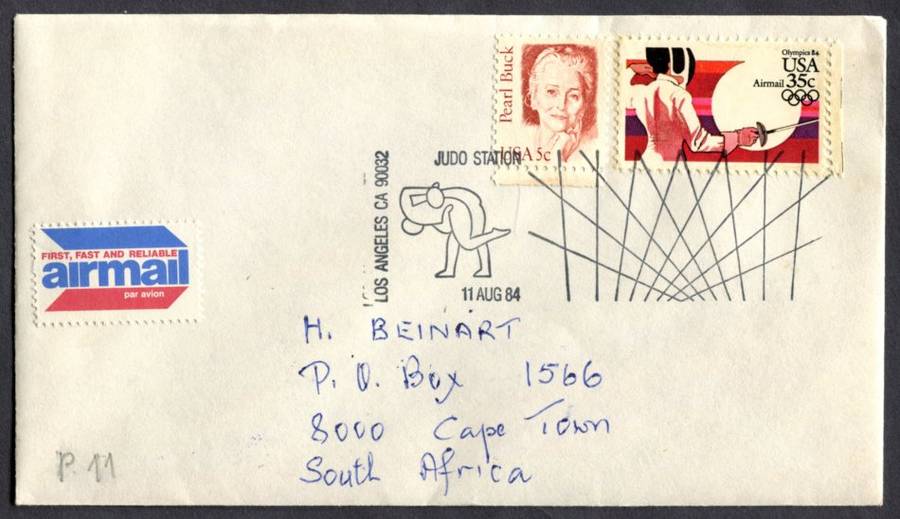 Pearl Buck
USA 5c
Olympics 84
USA
Airmail 35c
JUDO STATION
LOS ANGELES CA 90032
11 AUG 84
FIRST, FAST AND RELIABLE
airmail
par avion
H. BEINART
P. O. Box 1566
8000 Cape Town
South Africa
P. 11